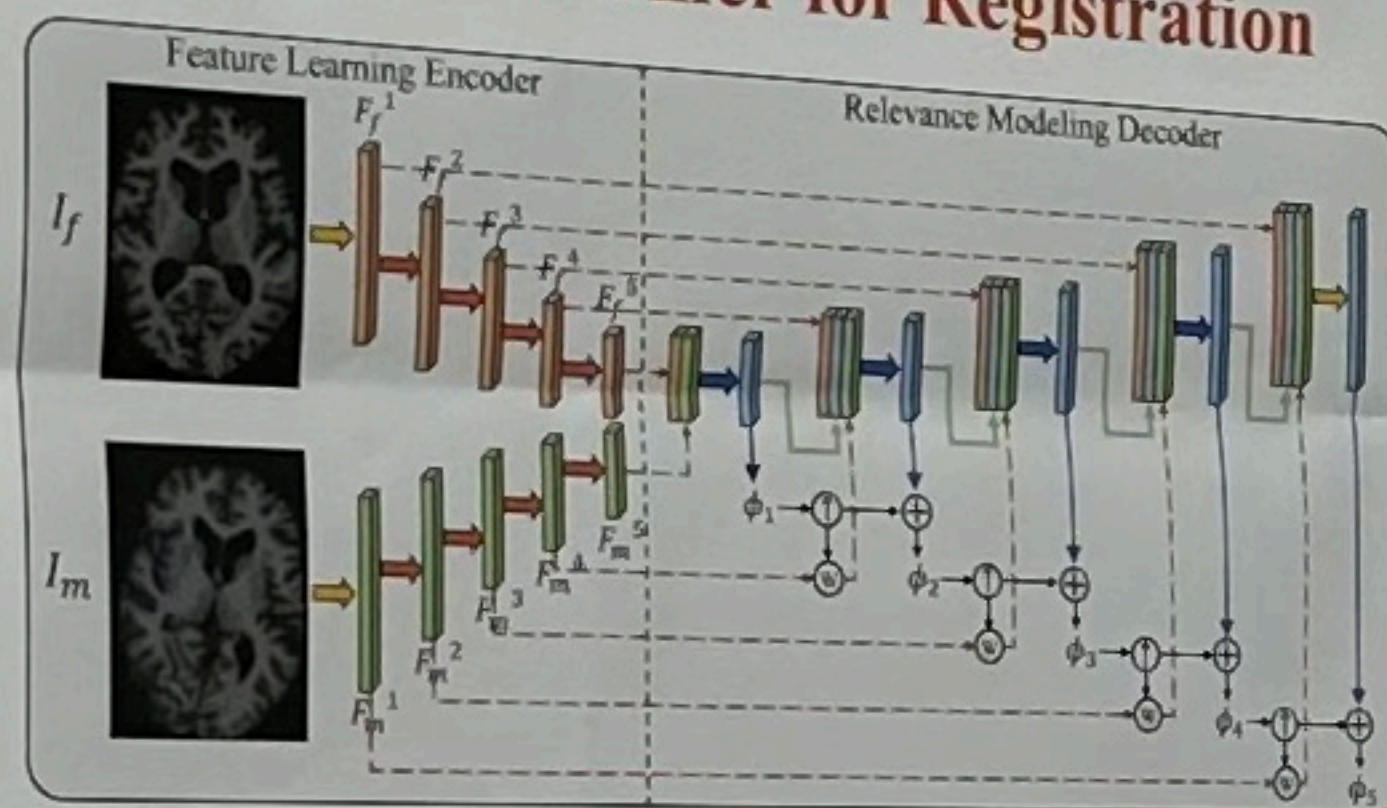 for Registration
Feature Learning Encoder
Relevance Modeling Decoder
I_f
F_f^1
F_f^2
F_f^3
F_f^4
F_f^5
I_m
F_m^5
F_m^4
F_m^3
F_m^2
F_m^1
ϕ_1
ϕ_2
ϕ_3
ϕ_4
ϕ_5